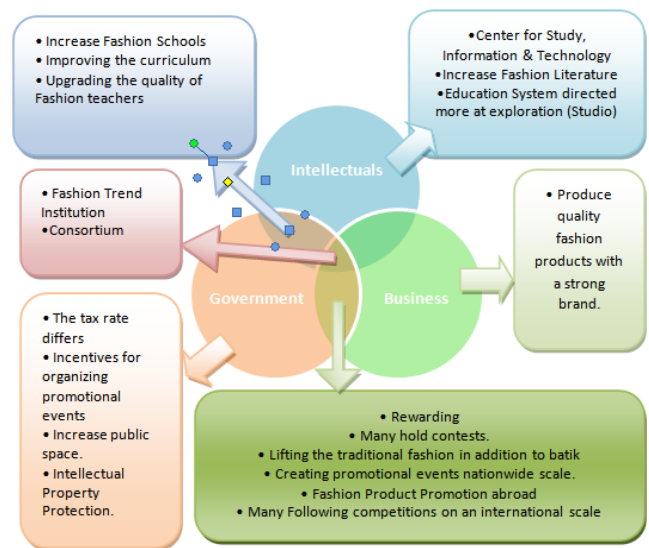 • Increase Fashion Schools
• Improving the curriculum
• Upgrading the quality of
Fashion teachers
• Center for Study,
Information & Technology
• Increase Fashion Literature
• Education System directed
more at exploration (Studio)
Intellectuals
• Fashion Trend
Institution
• Consortium
• Produce
quality
fashion
products with
a strong
brand.
Government
Business
• The tax rate
differs
• Incentives for
organizing
promotional
events
• Increase public
space.
• Intellectual
Property
Protection.
• Rewarding
• Many hold contests.
• Lifting the traditional fashion in addition to batik
• Creating promotional events nationwide scale.
• Fashion Product Promotion abroad
• Many Following competitions on an international scale